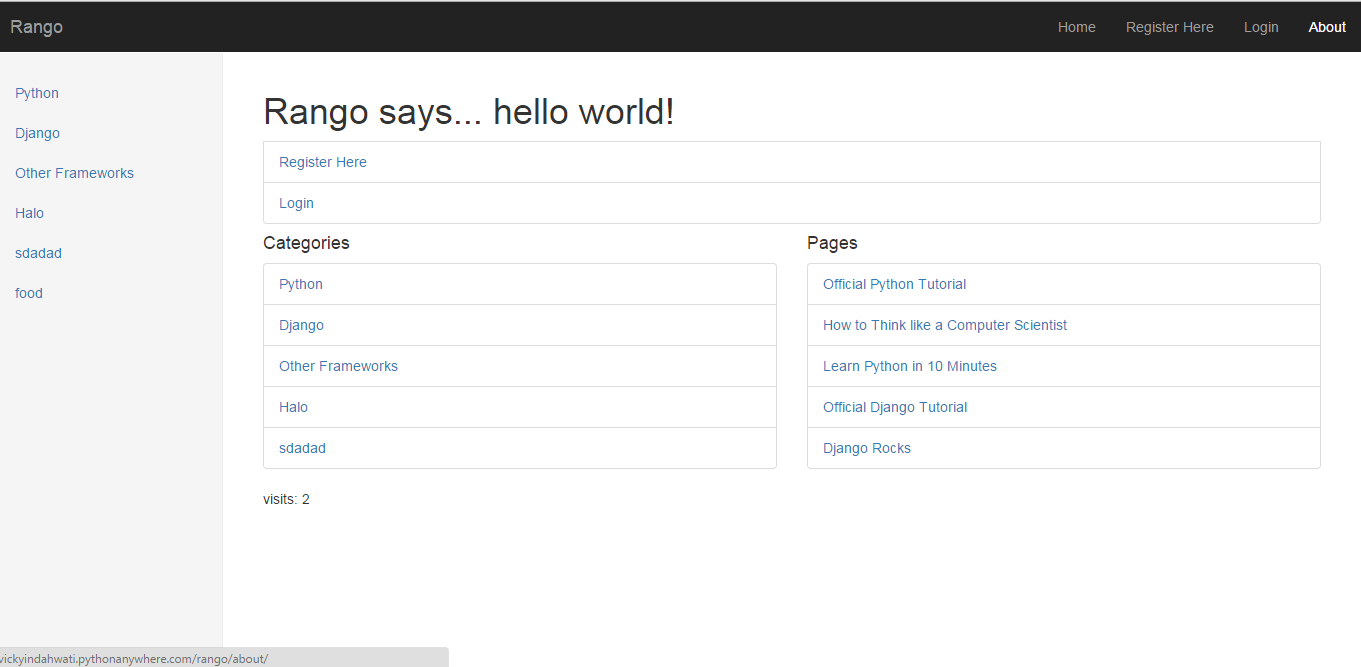 Rango
Home Register Here Login About
Python
Django
Other Frameworks
Halo
sdadad
food
Rango says... hello world!
Register Here
Login
Categories
Python
Django
Other Frameworks
Halo
sdadad
Pages
Official Python Tutorial
How to Think like a Computer Scientist
Learn Python in 10 Minutes
Official Django Tutorial
Django Rocks
visits: 2
vickyindahwati.pythonanywhere.com/rango/about/